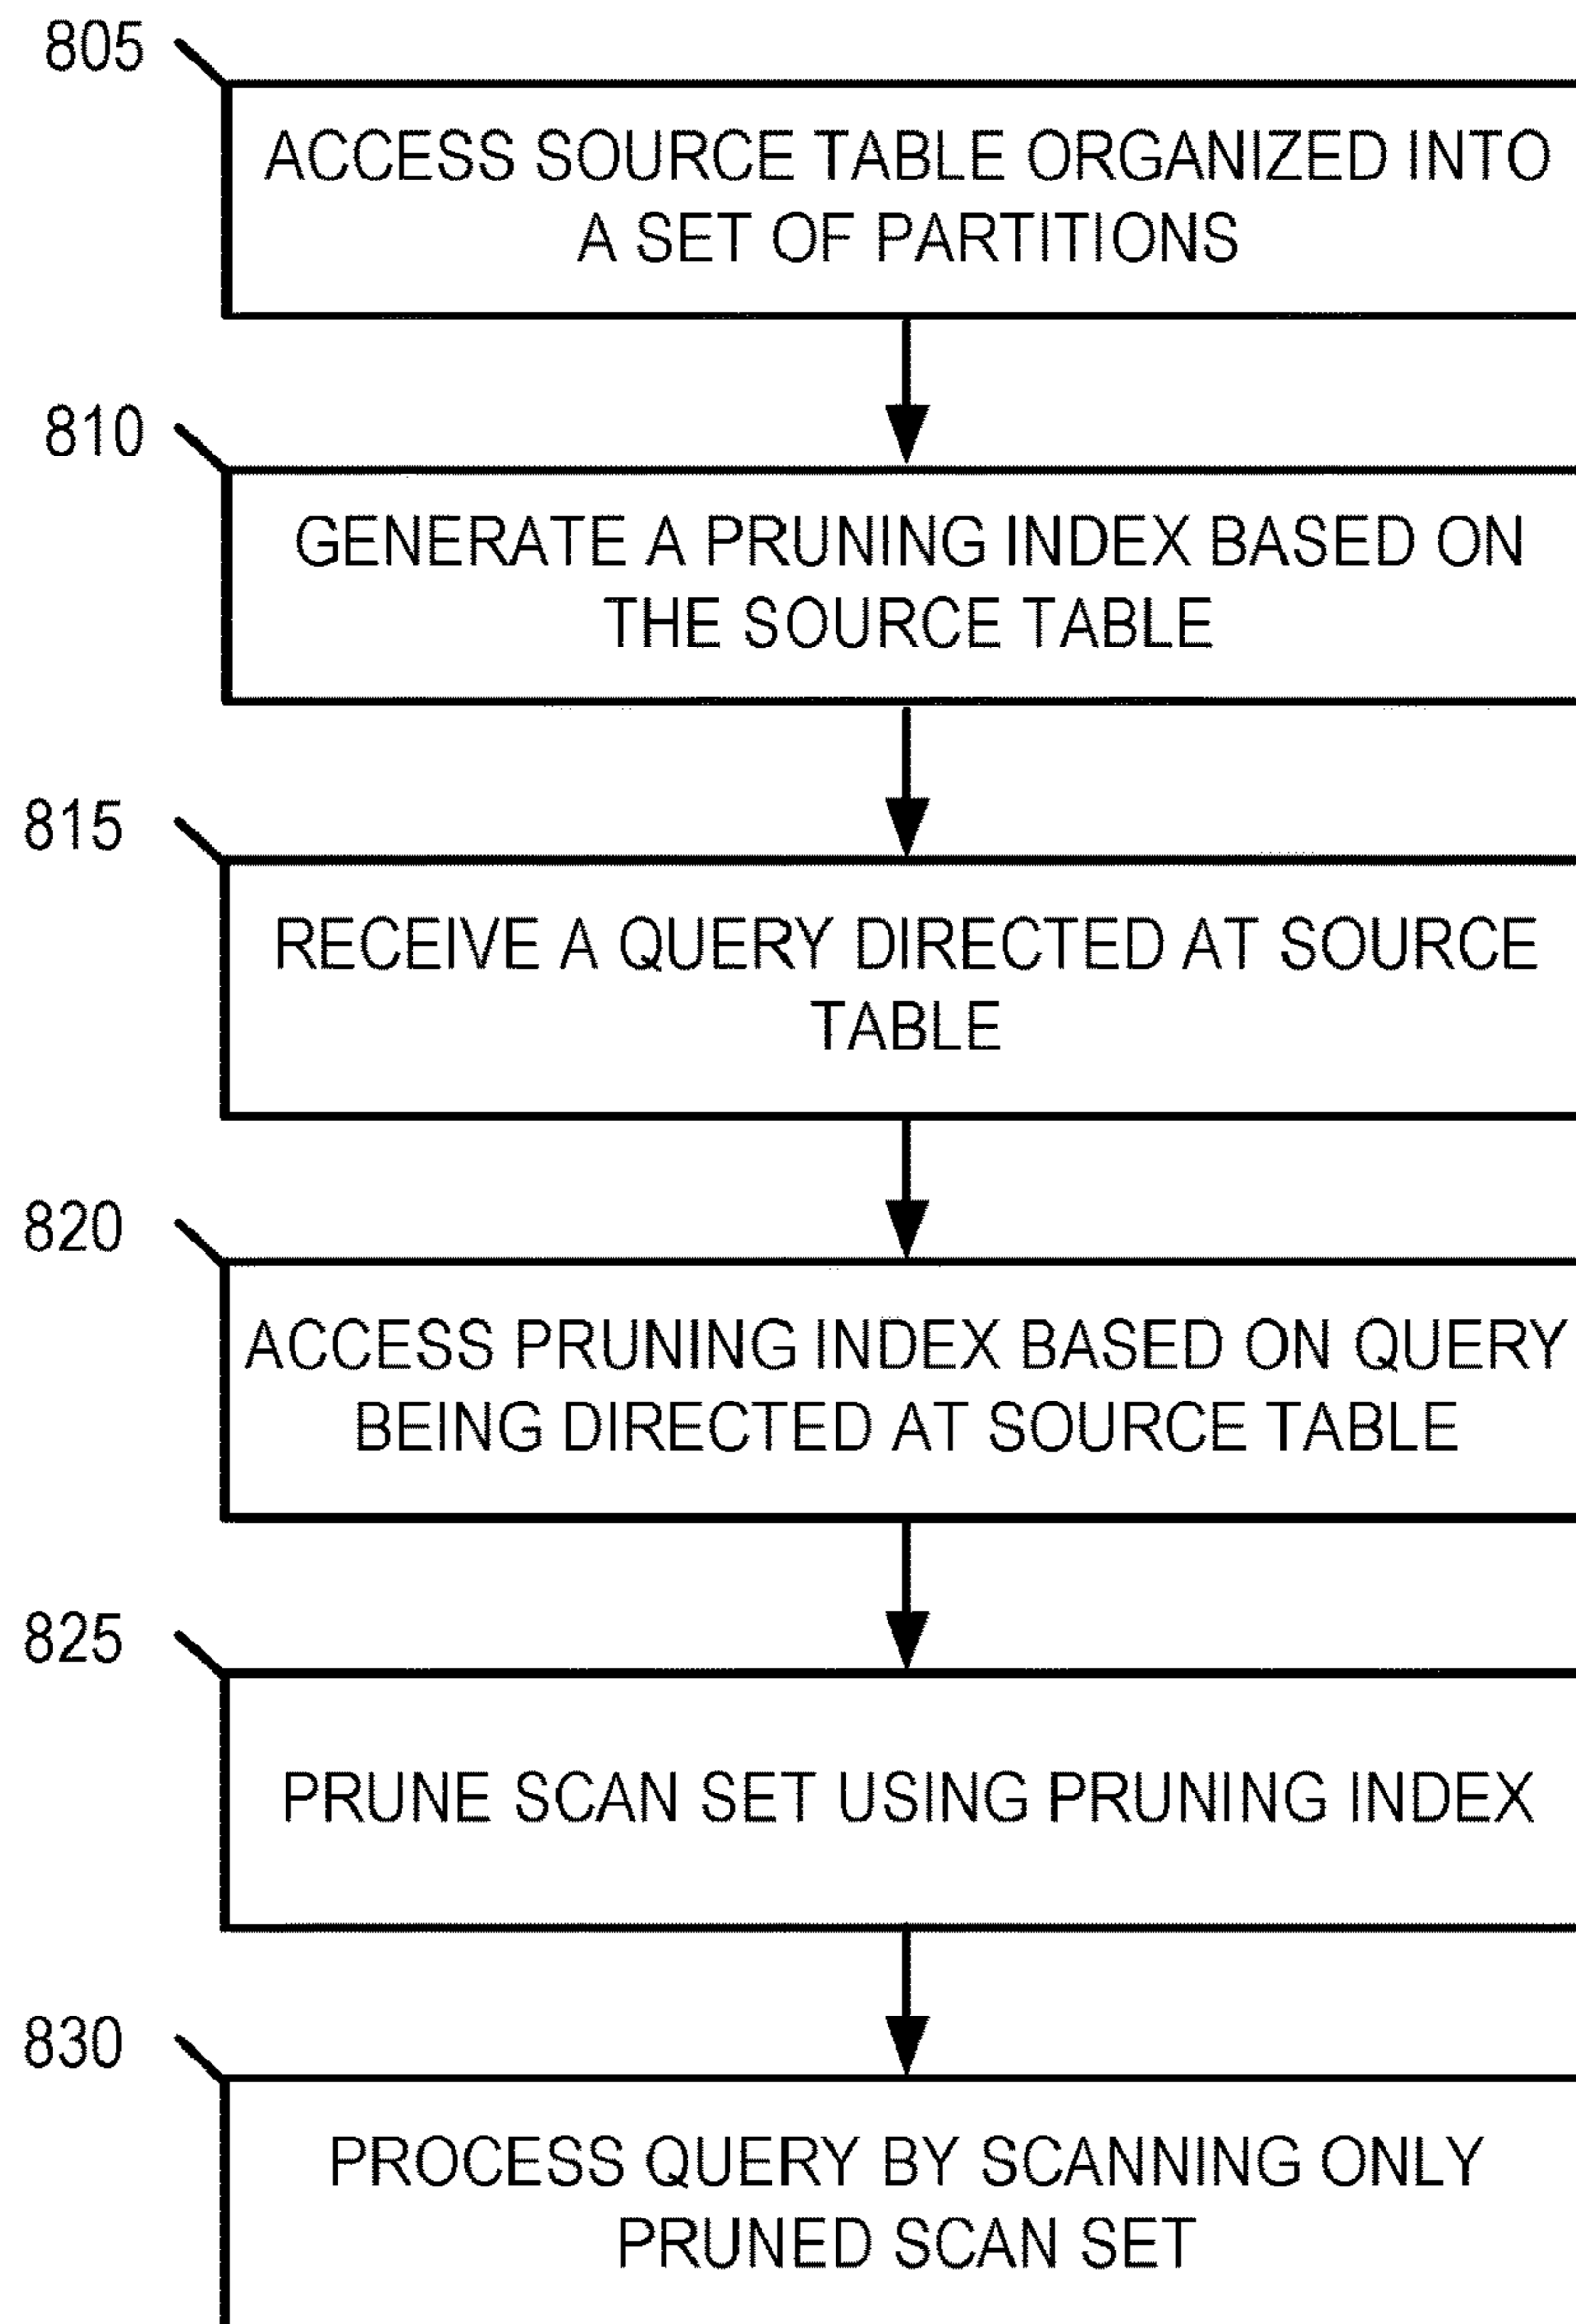 805
ACCESS SOURCE TABLE ORGANIZED INTO
A SET OF PARTITIONS
810
GENERATE A PRUNING INDEX BASED ON
THE SOURCE TABLE
815
RECEIVE A QUERY DIRECTED AT SOURCE
TABLE
820
ACCESS PRUNING INDEX BASED ON QUERY
BEING DIRECTED AT SOURCE TABLE
825
PRUNE SCAN SET USING PRUNING INDEX
830
PROCESS QUERY BY SCANNING ONLY
PRUNED SCAN SET